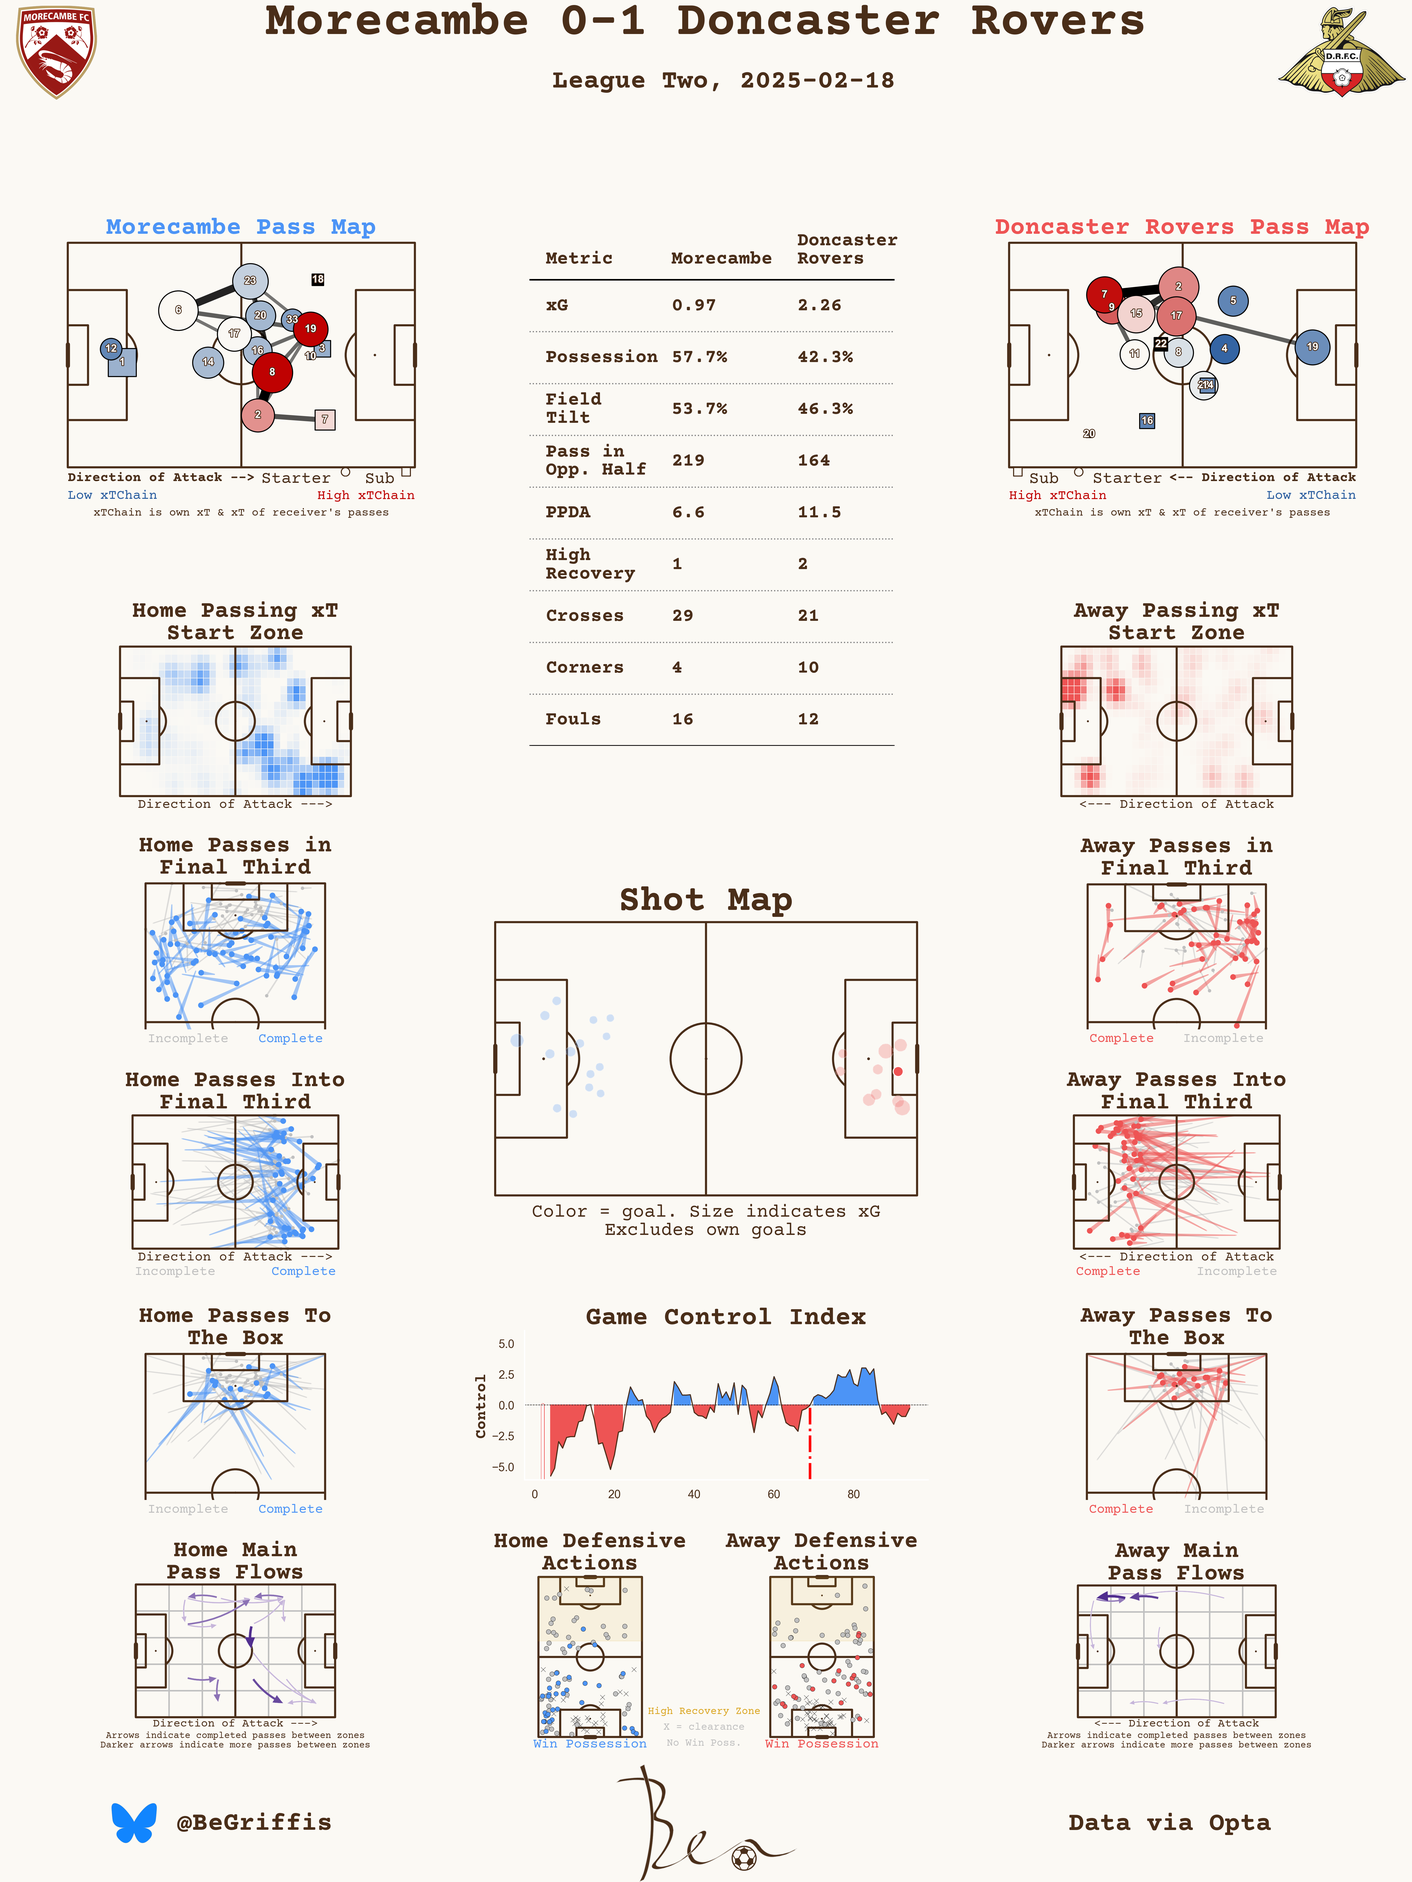 Morecambe 0-1 Doncaster Rovers
League Two, 2025-02-18
MORECAMBE FC
D.R.F.C.
Morecambe Pass Map
23
18
6
20
33
19
17
12
1
14
16
10
3
8
2
7
Direction of Attack --> Starter Sub
Low xTChain High xTChain
xTChain is own xT & xT of receiver's passes
Metric Morecambe Doncaster Rovers
xG 0.97 2.26
Possession 57.7% 42.3%
Field Tilt 53.7% 46.3%
Pass in Opp. Half 219 164
PPDA 6.6 11.5
High Recovery 1 2
Crosses 29 21
Corners 4 10
Fouls 16 12
Doncaster Rovers Pass Map
7
2
9
15
17
5
11
22
8
4
19
14
16
20
Sub Starter <-- Direction of Attack
High xTChain Low xTChain
xTChain is own xT & xT of receiver's passes
Home Passing xT
Start Zone
Direction of Attack --->
Away Passing xT
Start Zone
<--- Direction of Attack
Home Passes in
Final Third
Incomplete Complete
Away Passes in
Final Third
Complete Incomplete
Shot Map
Color = goal. Size indicates xG
Excludes own goals
Home Passes Into
Final Third
Direction of Attack --->
Incomplete Complete
Away Passes Into
Final Third
<--- Direction of Attack
Complete Incomplete
Home Passes To
The Box
Incomplete Complete
Game Control Index
Control
5.0
2.5
0.0
−2.5
−5.0
0 20 40 60 80
Away Passes To
The Box
Complete Incomplete
Home Main
Pass Flows
Direction of Attack --->
Arrows indicate completed passes between zones
Darker arrows indicate more passes between zones
Home Defensive
Actions
Win Possession
Away Defensive
Actions
Win Possession
High Recovery Zone
X = clearance
No Win Poss.
Away Main
Pass Flows
<--- Direction of Attack
Arrows indicate completed passes between zones
Darker arrows indicate more passes between zones
@BeGriffis
Ben
Data via Opta